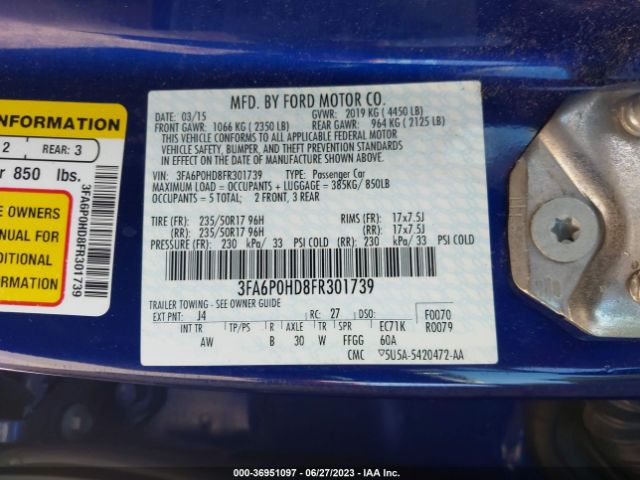 MFD. BY FORD MOTOR CO.
DATE: 03/15 GVWR: 2019 KG ( 4450 LB)
FRONT GAWR: 1066 KG ( 2350 LB) REAR GAWR: 964 KG ( 2125 LB)
THIS VEHICLE CONFORMS TO ALL APPLICABLE FEDERAL MOTOR
VEHICLE SAFETY, BUMPER, AND THEFT PREVENTION STANDARDS
IN EFFECT ON THE DATE OF MANUFACTURE SHOWN ABOVE.
VIN: 3FA6P0HD8FR301739 TYPE: Passenger Car
MAXIMUM LOAD = OCCUPANTS + LUGGAGE = 385KG/ 850LB
OCCUPANTS = 5 TOTAL; 2 FRONT, 3 REAR
TIRE (FR): 235/50R17 96H RIMS (FR): 17x7.5J
(RR): 235/50R17 96H (RR): 17x7.5J
PRESSURE (FR): 230 kPa/ 33 PSI COLD (RR): 230 kPa/ 33 PSI COLD
3FA6P0HD8FR301739
TRAILER TOWING - SEE OWNER GUIDE
EXT PNT: J4 RC: 27 DSO: F0070
INT TR TP/PS R AXLE TR SPR EC71K R0079
AW B 30 W FFGG 60A
CMC ▽5U5A-5420472-AA
INFORMATION
2 REAR: 3
r 850 lbs.
E OWNERS
ANUAL FOR
DITIONAL
ORMATION
3FA6P0HD8FR301739
000-36951097 - 06/27/2023 - IAA Inc.